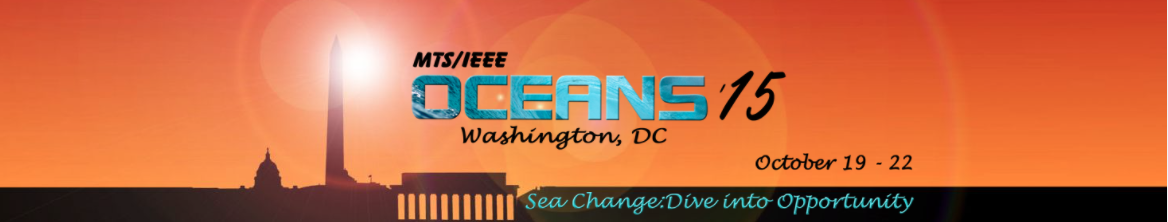 MTS/IEEE
OCEANS '15
Washington, DC
October 19 - 22
Sea Change:Dive into Opportunity